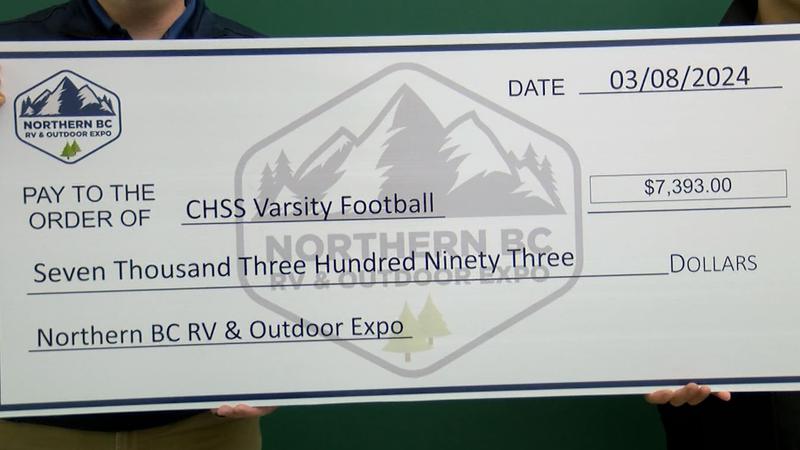 DATE 03/08/2024
NORTHERN BC
RV & OUTDOOR EXPO
PAY TO THE
ORDER OF CHSS Varsity Football $7,393.00
NORTHERN BC
RV & OUTDOOR EXPO
Seven Thousand Three Hundred Ninety Three DOLLARS
Northern BC RV & Outdoor Expo